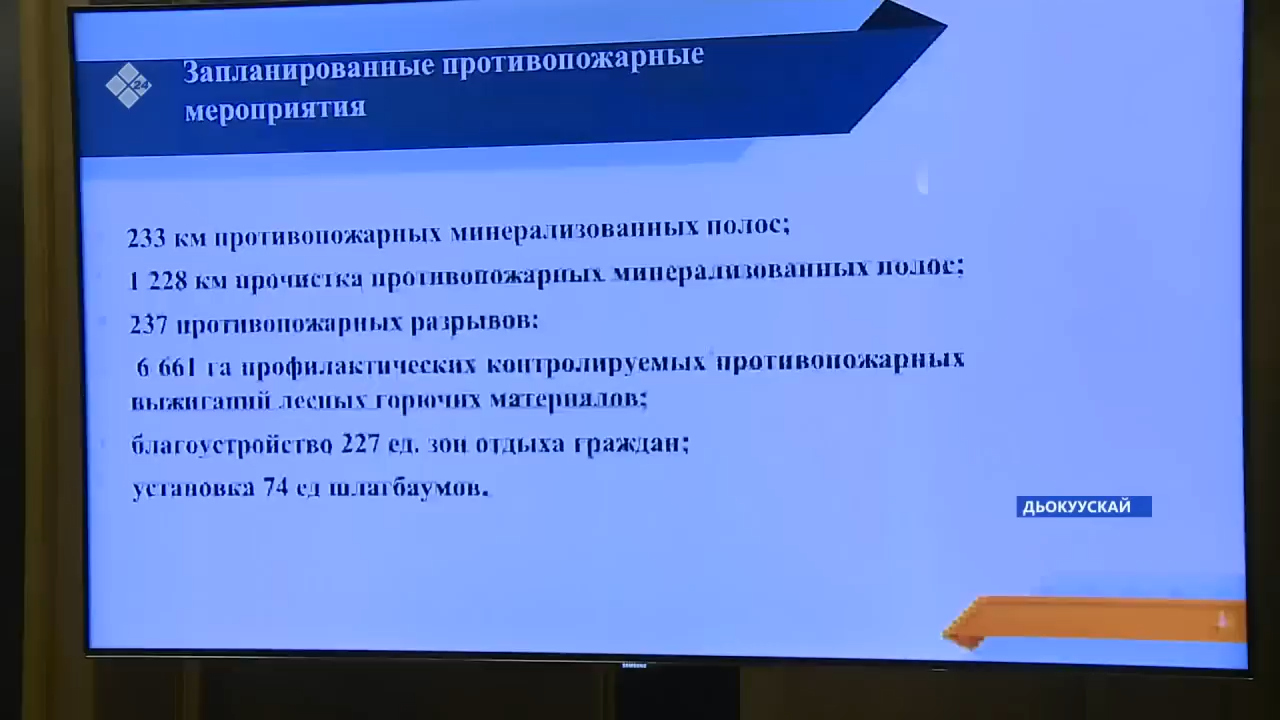 24
Запланированные противопожарные
мероприятия
233 км противопожарных минерализованных полос;
1 228 км прочистка противопожарных минерализованных полос;
237 противопожарных разрывов;
6 661 га профилактических контролируемых противопожарных
выжиганий лесных горючих материалов;
благоустройство 227 ед. зон отдыха граждан;
установка 74 ед шлагбаумов.
ДЬОКУУСКАЙ
SAMSUNG